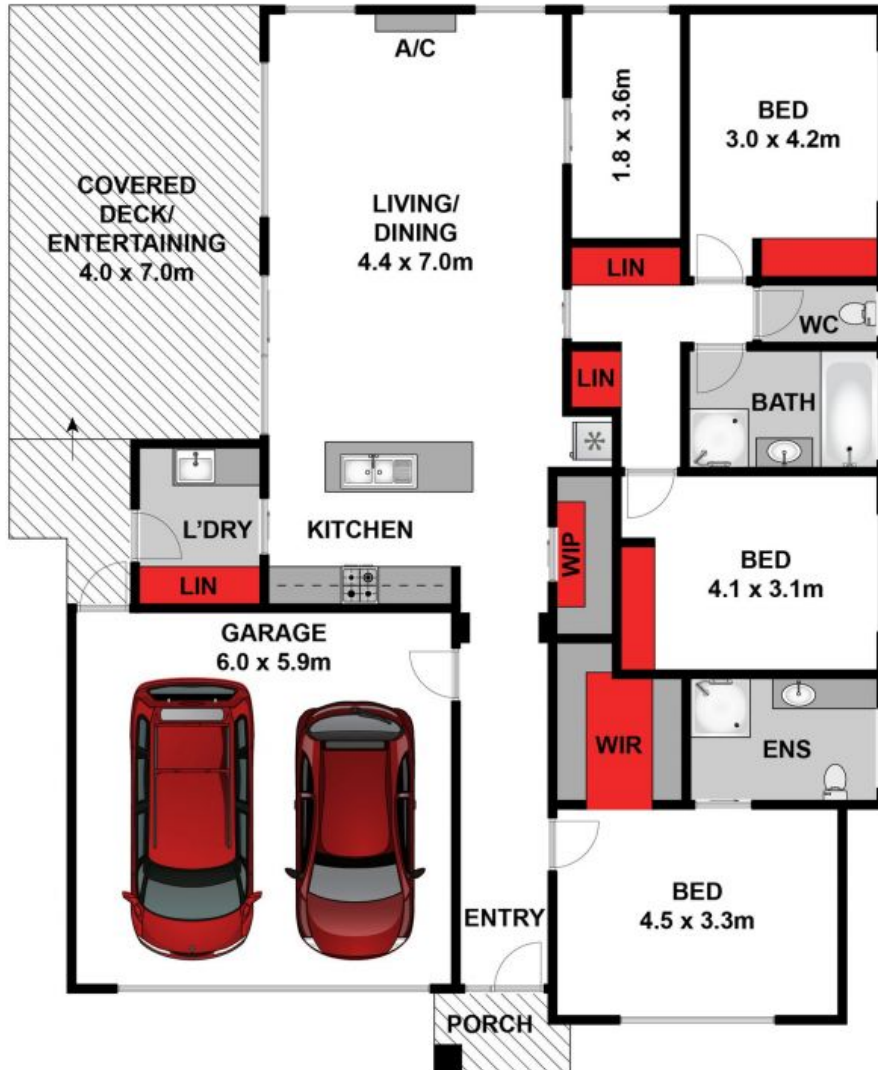 A/C
1.8 x 3.6m
BED
3.0 x 4.2m
COVERED
DECK/
ENTERTAINING
4.0 x 7.0m
LIVING/
DINING
4.4 x 7.0m
LIN
WC
LIN
BATH
L'DRY
KITCHEN
WIP
BED
4.1 x 3.1m
LIN
GARAGE
6.0 x 5.9m
WIR
ENS
BED
4.5 x 3.3m
ENTRY
PORCH